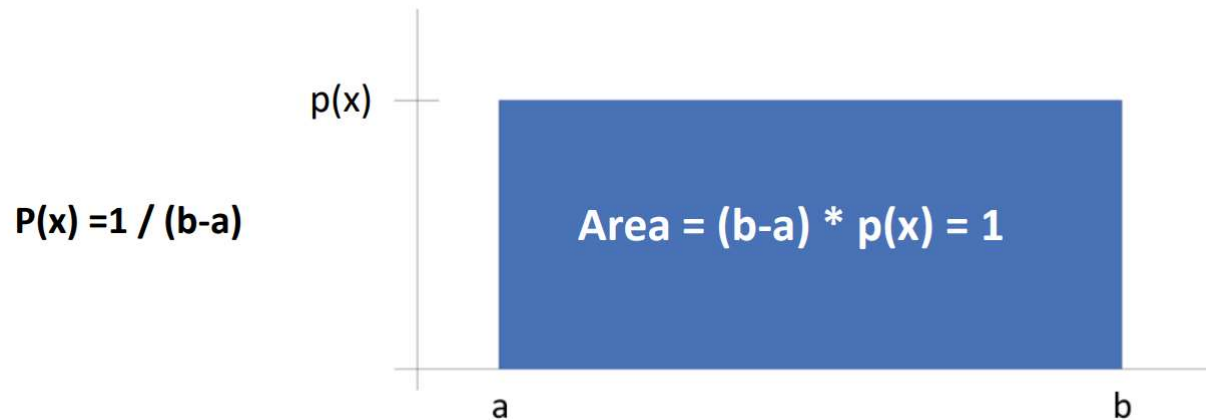 p(x)
P(x) =1 / (b-a)
Area = (b-a) * p(x) = 1
a
b